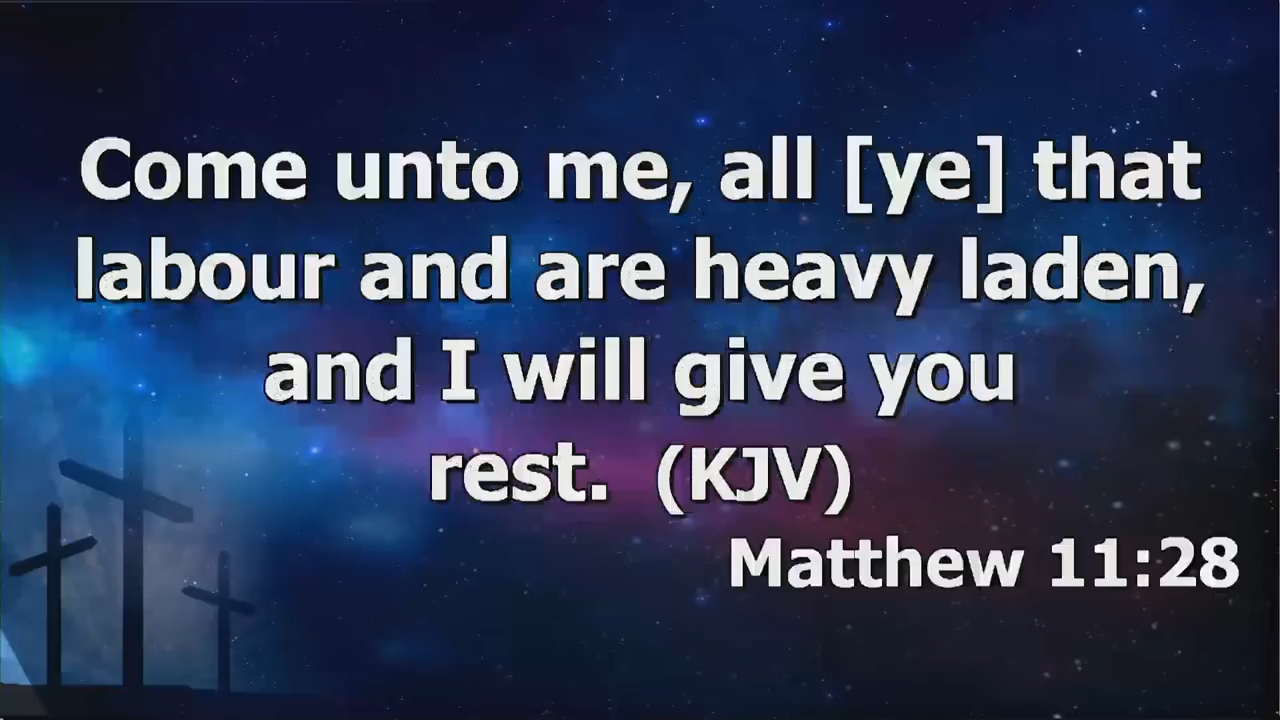 Come unto me, all [ye] that
labour and are heavy laden,
and I will give you
rest.  (KJV)
Matthew 11:28